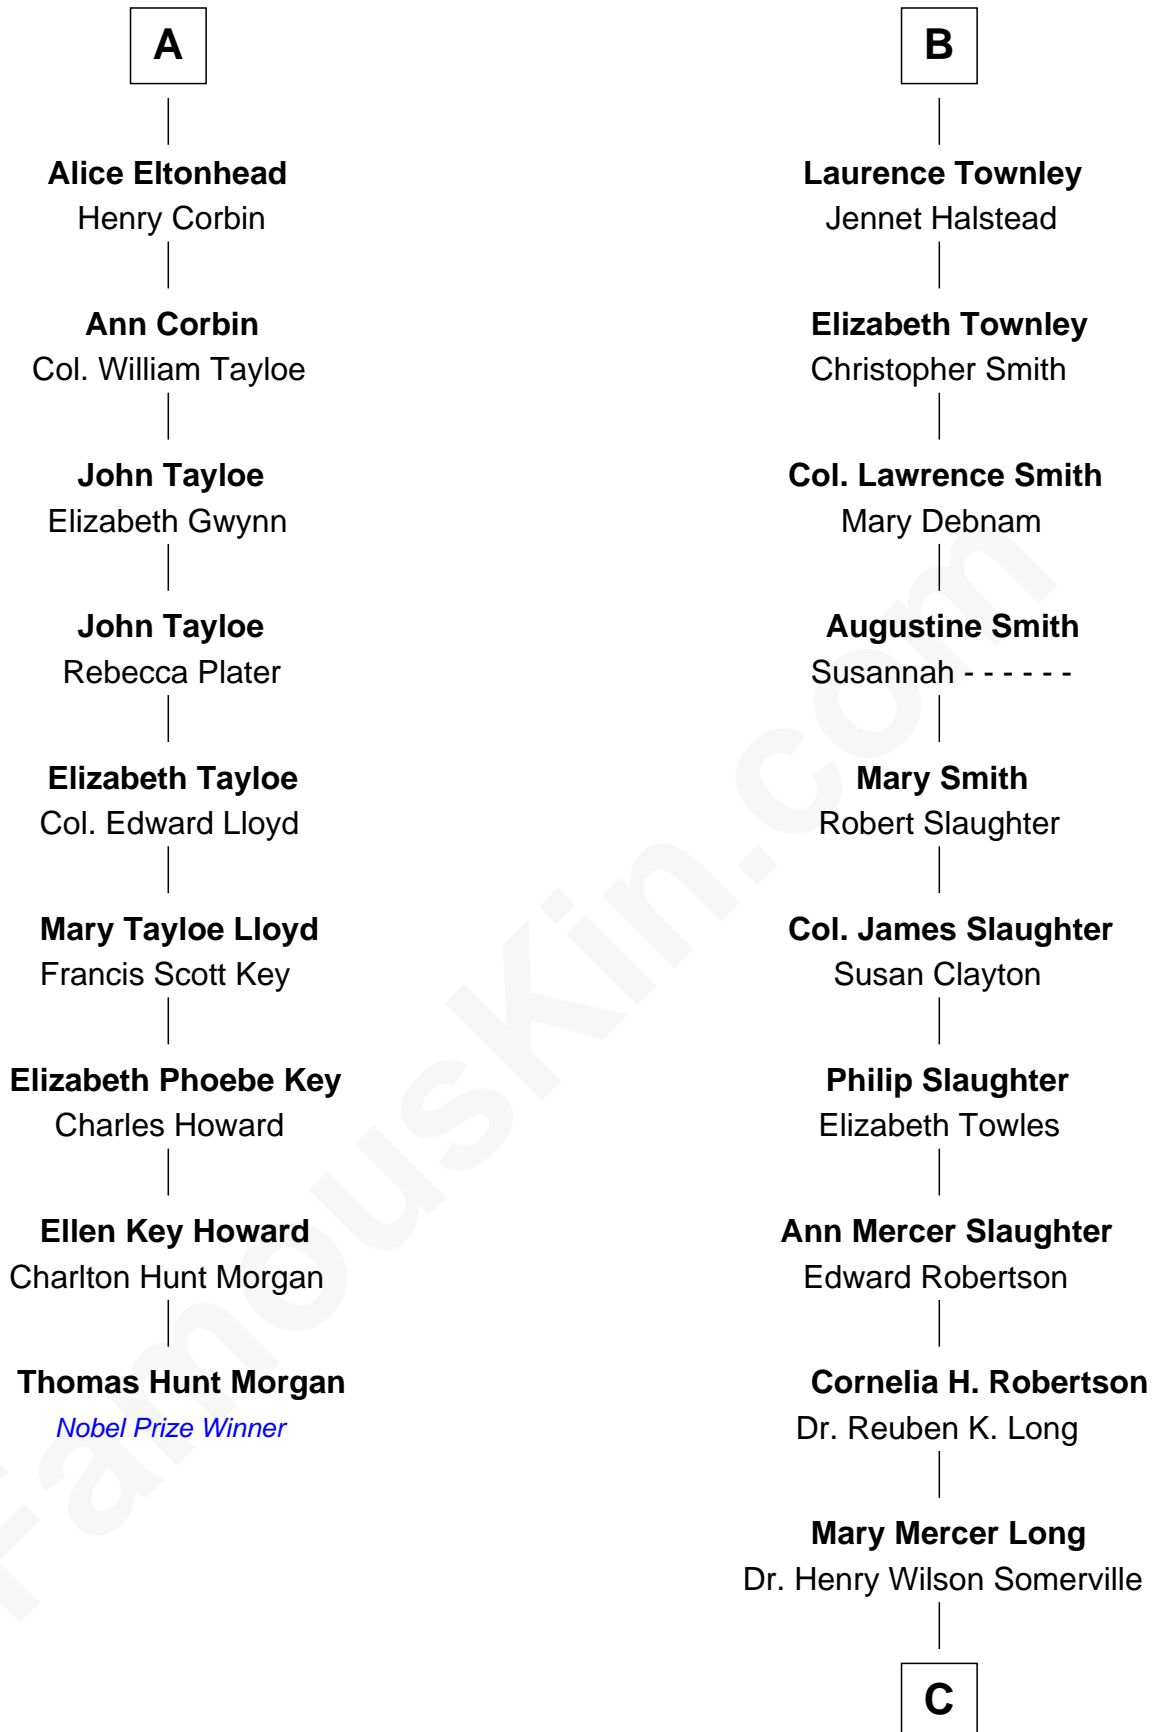 A
Alice Eltonhead
Henry Corbin
Ann Corbin
Col. William Tayloe
John Tayloe
Elizabeth Gwynn
John Tayloe
Rebecca Plater
Elizabeth Tayloe
Col. Edward Lloyd
Mary Tayloe Lloyd
Francis Scott Key
Elizabeth Phoebe Key
Charles Howard
Ellen Key Howard
Charlton Hunt Morgan
Thomas Hunt Morgan
Nobel Prize Winner
B
Laurence Townley
Jennet Halstead
Elizabeth Townley
Christopher Smith
Col. Lawrence Smith
Mary Debnam
Augustine Smith
Susannah - - - - - -
Mary Smith
Robert Slaughter
Col. James Slaughter
Susan Clayton
Philip Slaughter
Elizabeth Towles
Ann Mercer Slaughter
Edward Robertson
Cornelia H. Robertson
Dr. Reuben K. Long
Mary Mercer Long
Dr. Henry Wilson Somerville
C
FamousKin.com